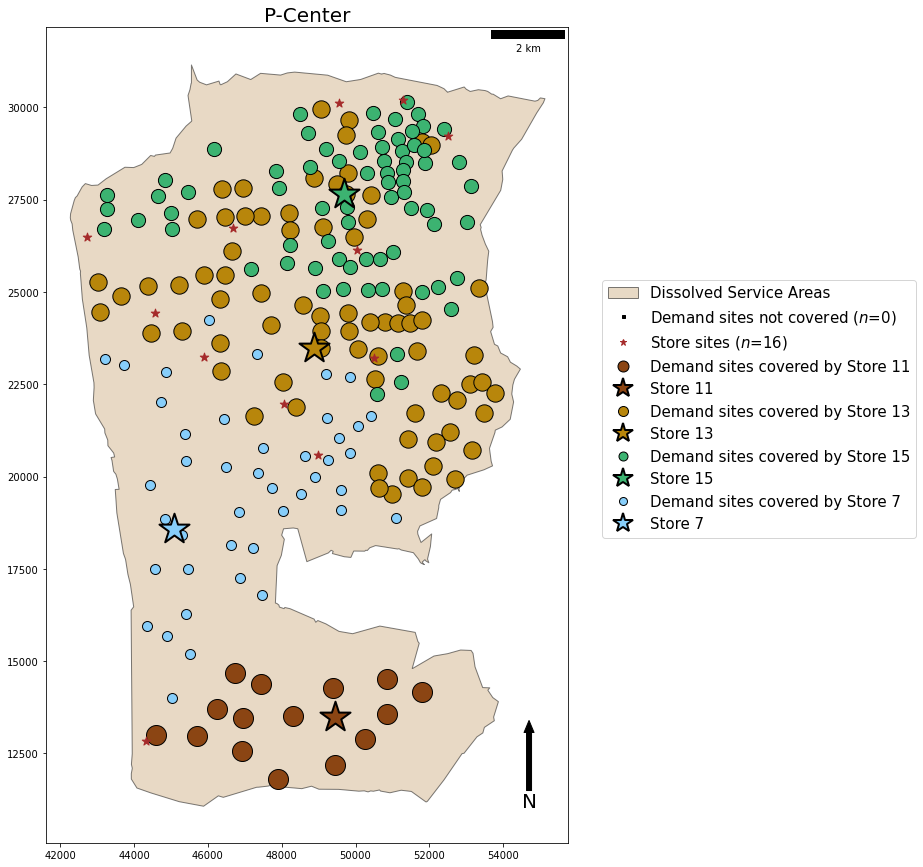 P-Center
2 km
30000
27500
25000
22500
20000
17500
15000
12500
42000 44000 46000 48000 50000 52000 54000
N
Dissolved Service Areas
Demand sites not covered (n=0)
Store sites (n=16)
Demand sites covered by Store 11
Store 11
Demand sites covered by Store 13
Store 13
Demand sites covered by Store 15
Store 15
Demand sites covered by Store 7
Store 7